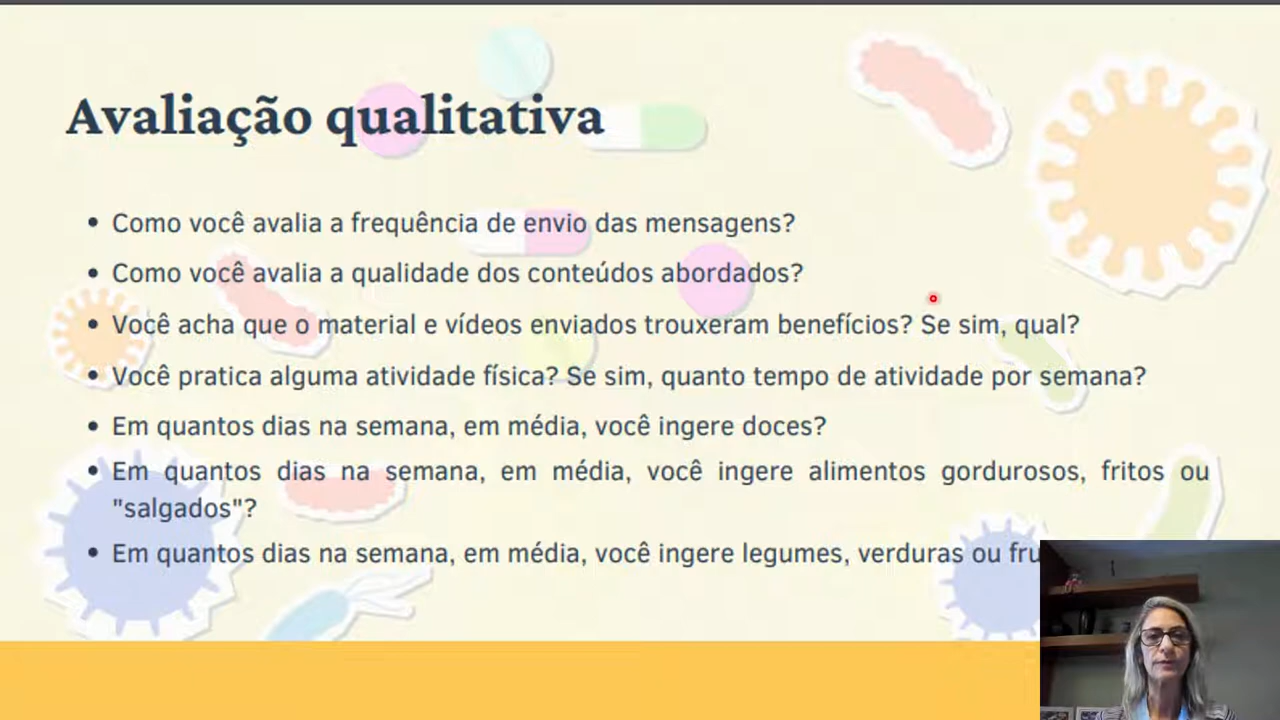 Avaliação qualitativa
• Como você avalia a frequência de envio das mensagens?
• Como você avalia a qualidade dos conteúdos abordados?
• Você acha que o material e vídeos enviados trouxeram benefícios? Se sim, qual?
• Você pratica alguma atividade física? Se sim, quanto tempo de atividade por semana?
• Em quantos dias na semana, em média, você ingere doces?
• Em quantos dias na semana, em média, você ingere alimentos gordurosos, fritos ou
"salgados"?
• Em quantos dias na semana, em média, você ingere legumes, verduras ou